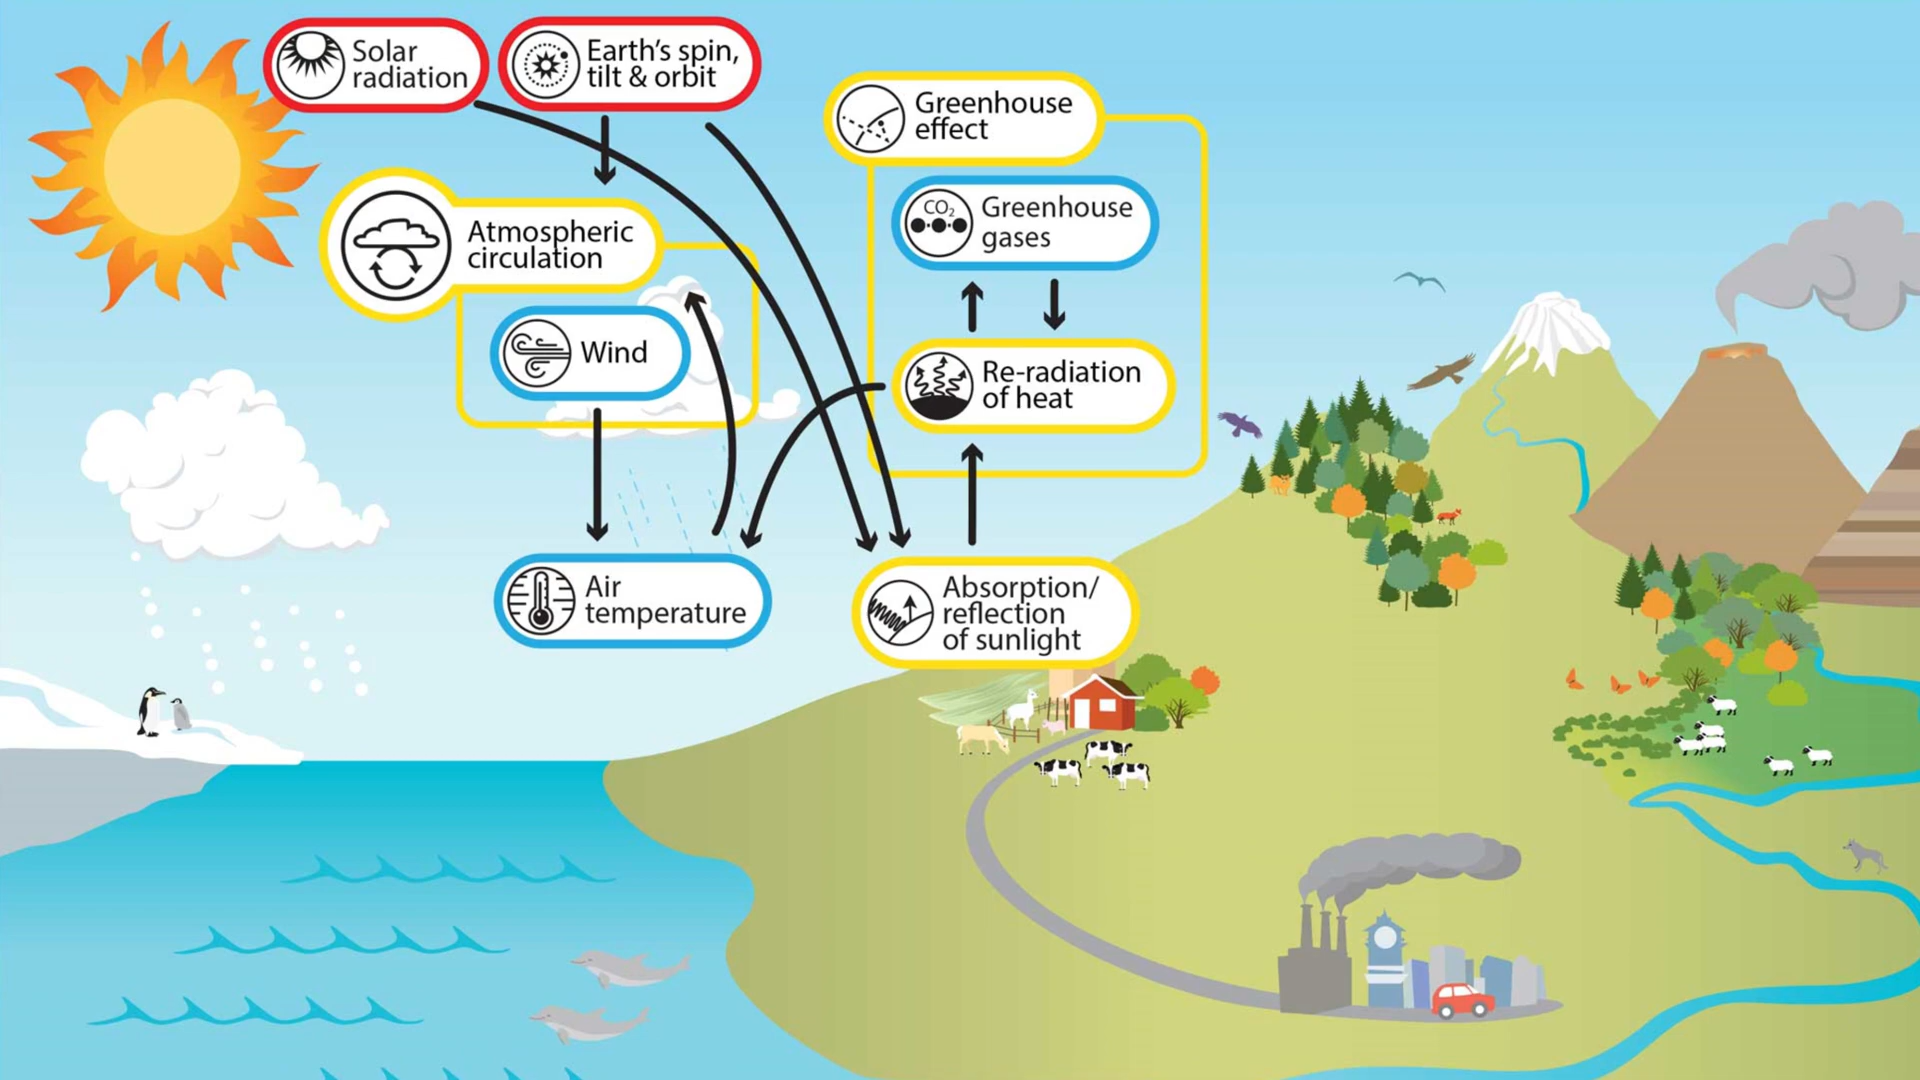 Solar
radiation
Earth's spin,
tilt & orbit
Greenhouse
effect
CO₂
Greenhouse
gases
Atmospheric
circulation
Wind
Re-radiation
of heat
Air
temperature
Absorption/
reflection
of sunlight